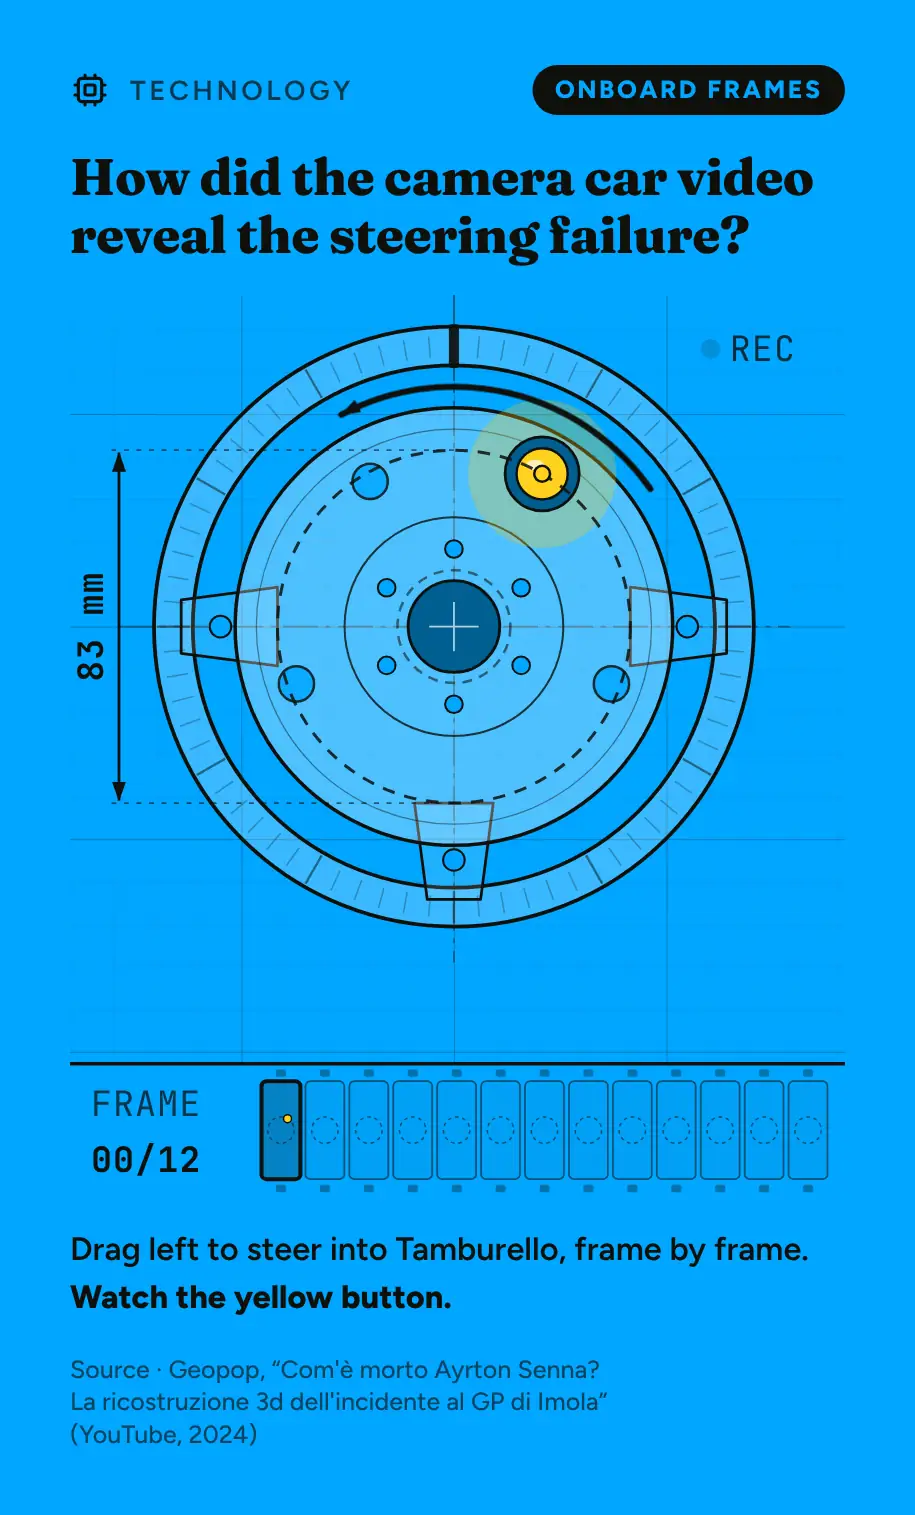 TECHNOLOGY
ONBOARD FRAMES
How did the camera car video
reveal the steering failure?
REC
83 mm
FRAME
00/12
Drag left to steer into Tamburello, frame by frame.
Watch the yellow button.
Source · Geopop, “Com'è morto Ayrton Senna?
La ricostruzione 3d dell'incidente al GP di Imola”
(YouTube, 2024)